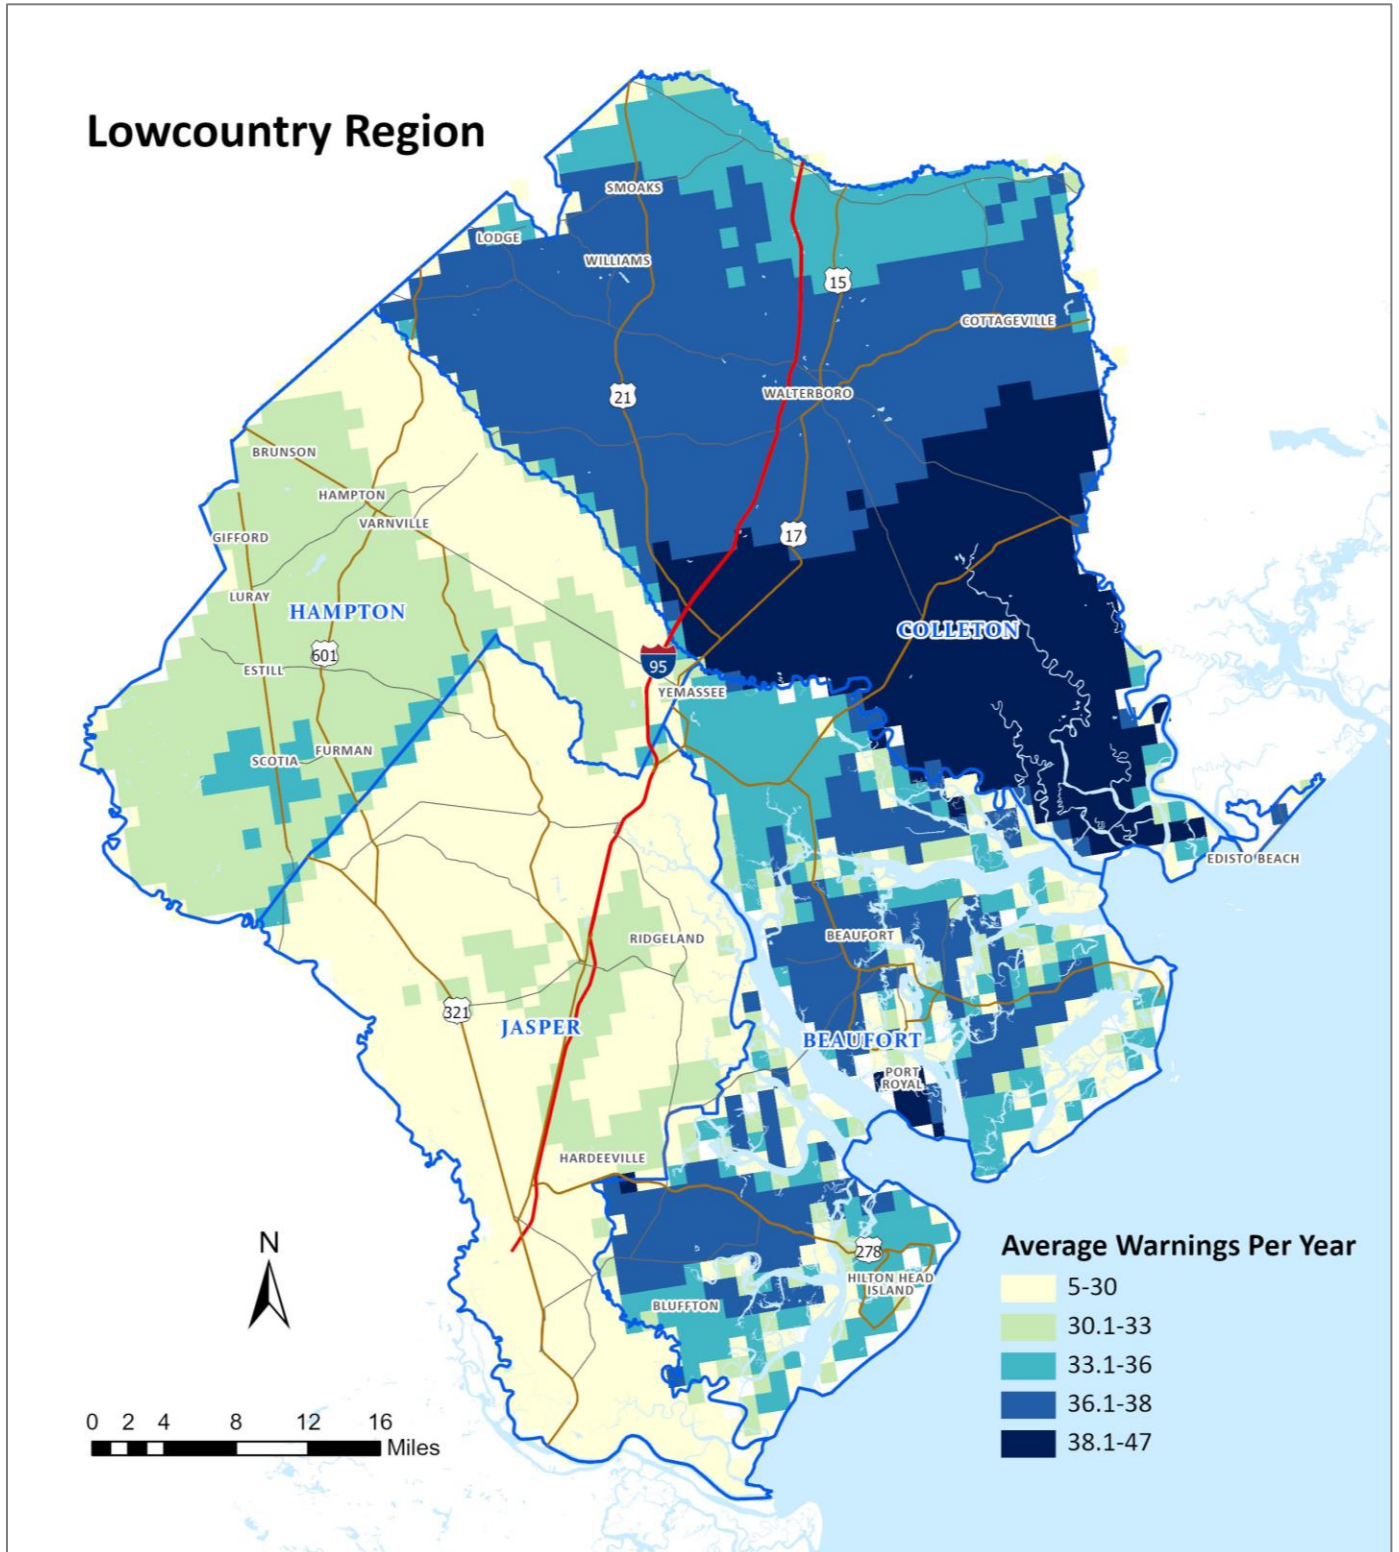 Lowcountry Region
SMOAKS
LODGE
WILLIAMS
15
COTTAGEVILLE
21
WALTERBORO
BRUNSON
HAMPTON
VARNVILLE
GIFFORD
17
LURAY
HAMPTON
COLLETON
601
ESTILL
95
YEMASSEE
FURMAN
SCOTIA
EDISTO BEACH
RIDGELAND
BEAUFORT
321
JASPER
BEAUFORT
PORT
ROYAL
HARDEEVILLE
278
HILTON HEAD
ISLAND
BLUFFTON
N
0 2 4 8 12 16
Miles
Average Warnings Per Year
5-30
30.1-33
33.1-36
36.1-38
38.1-47